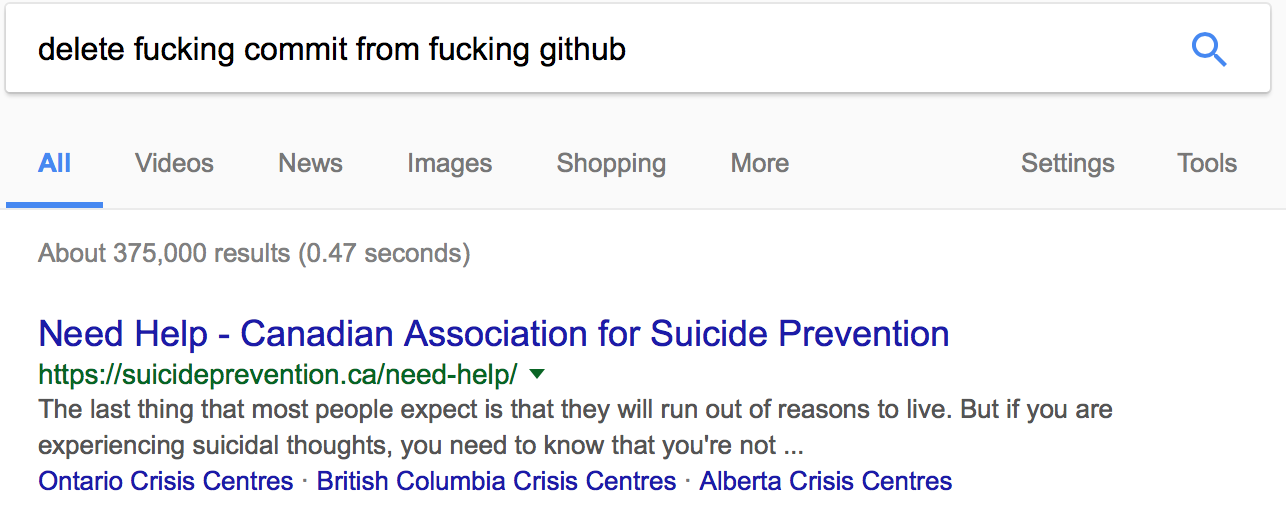 delete fucking commit from fucking github
All Videos News Images Shopping More Settings Tools
About 375,000 results (0.47 seconds)
Need Help - Canadian Association for Suicide Prevention
https://suicideprevention.ca/need-help/
The last thing that most people expect is that they will run out of reasons to live. But if you are
experiencing suicidal thoughts, you need to know that you're not ...
Ontario Crisis Centres · British Columbia Crisis Centres · Alberta Crisis Centres